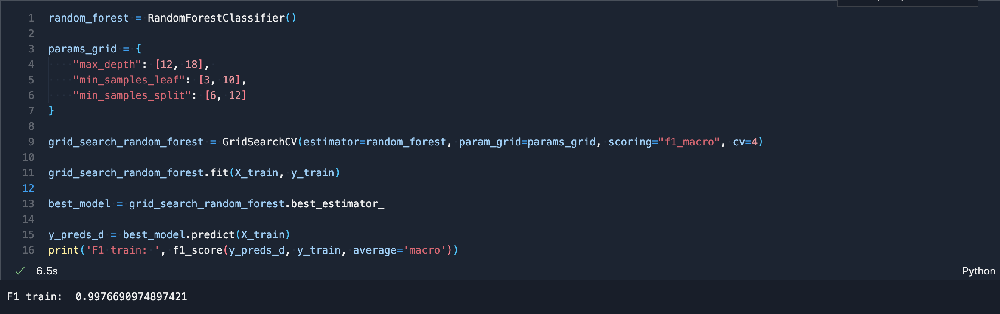 1 random_forest = RandomForestClassifier()
2
3 params_grid = {
4     "max_depth": [12, 18],
5     "min_samples_leaf": [3, 10],
6     "min_samples_split": [6, 12]
7 }
8
9 grid_search_random_forest = GridSearchCV(estimator=random_forest, param_grid=params_grid, scoring="f1_macro", cv=4)
10
11 grid_search_random_forest.fit(X_train, y_train)
12
13 best_model = grid_search_random_forest.best_estimator_
14
15 y_preds_d = best_model.predict(X_train)
16 print('F1 train: ', f1_score(y_preds_d, y_train, average='macro'))
6.5s
Python
F1 train:  0.9976690974897421